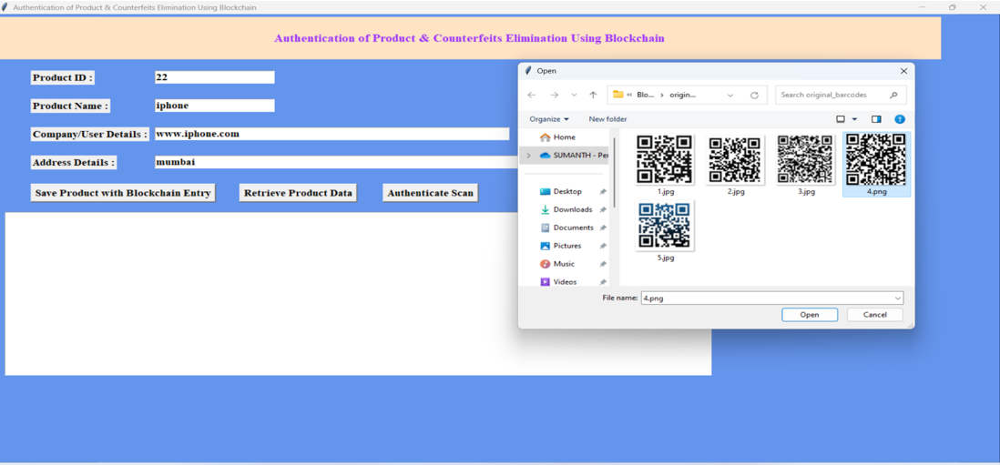 Authentication of Product & Counterfeits Elimination Using Blockchain
Authentication of Product & Counterfeits Elimination Using Blockchain
Product ID :
22
Product Name :
iphone
Company/User Details :
www.iphone.com
Address Details :
mumbai
Save Product with Blockchain Entry
Retrieve Product Data
Authenticate Scan
Open
« Blo... › origin...
Search original_barcodes
Organize
New folder
Home
SUMANTH - Per
Desktop
Downloads
Documents
Pictures
Music
Videos
1.jpg
2.jpg
3.jpg
4.png
5.jpg
File name:
4.png
Open
Cancel